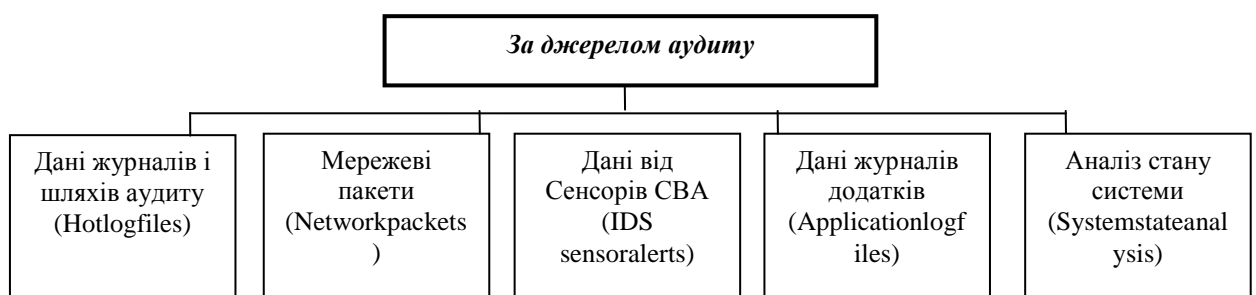 За джерелом аудиту
Дані журналів і
шляхів аудиту
(Hotlogfiles)
Мережеві
пакети
(Networkpackets
)
Дані від
Сенсорів СВА
(IDS
sensoralerts)
Дані журналів
додатків
(Applicationlogf
iles)
Аналіз стану
системи
(Systemstateanal
ysis)